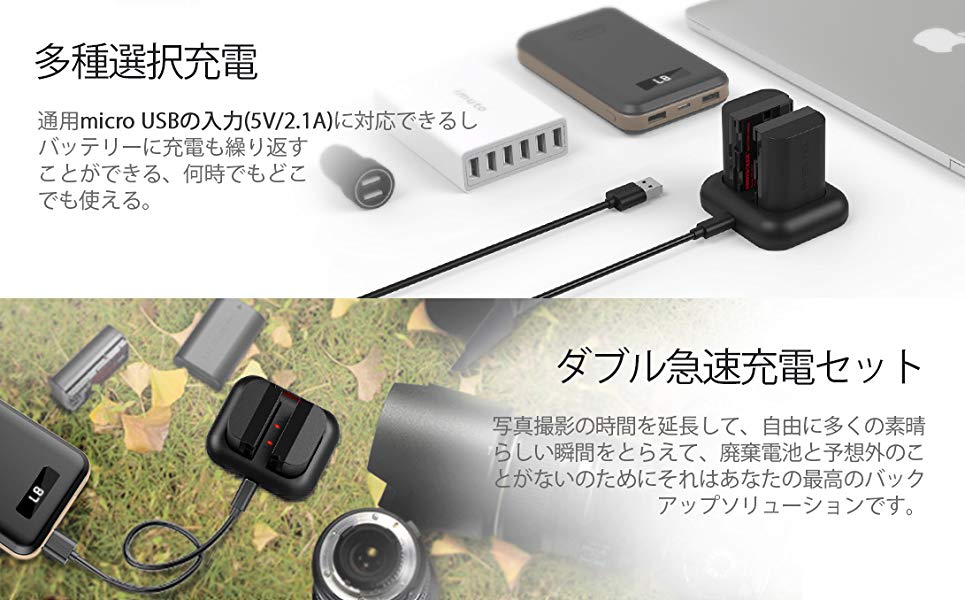 多種選択充電
通用micro USBの入力(5V/2.1A)に対応できるし
バッテリーに充電も繰り返す
ことができる、何時でもどこ
でも使える。
imuto
L8
ダブル急速充電セット
写真撮影の時間を延長して、自由に多くの素晴
らしい瞬間をとらえて、廃棄電池と予想外のこ
とがないのためにそれはあなたの最高のバック
アップソリューションです。
L8